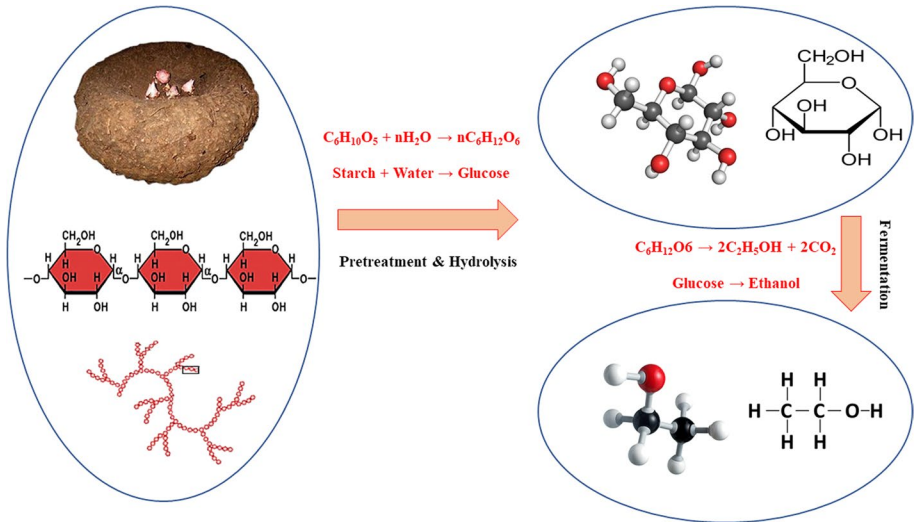 C₆H₁₀O₅ + nH₂O → nC₆H₁₂O₆
Starch + Water → Glucose
Pretreatment & Hydrolysis
CH₂OH CH₂OH CH₂OH
H O H H O H H O H
α α
–O OH H O OH H O OH H O–
H OH H OH H OH
CH₂OH
O
OH
OH OH
OH
C₆H₁₂O6 → 2C₂H₅OH + 2CO₂
Glucose → Ethanol
Fermentation
H H
H–C–C–O–H
H H